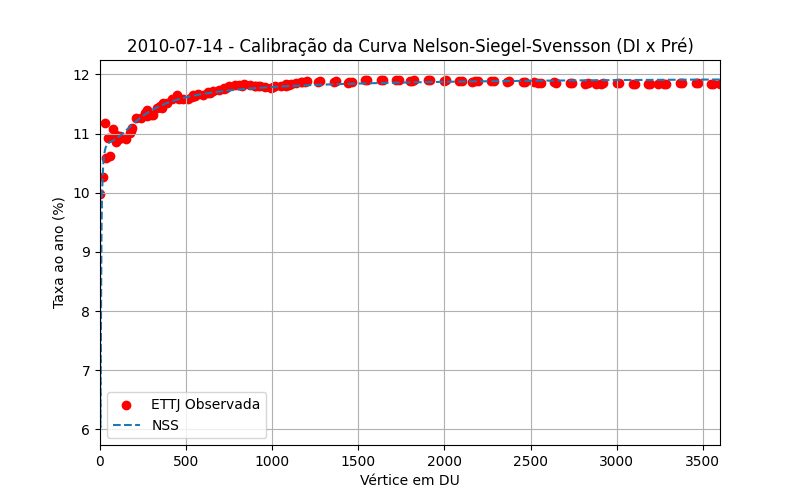 2010-07-14 - Calibração da Curva Nelson-Siegel-Svensson (DI x Pré)
Taxa ao ano (%)
12
11
10
9
8
7
6
ETTJ Observada
NSS
0 500 1000 1500 2000 2500 3000 3500
Vértice em DU